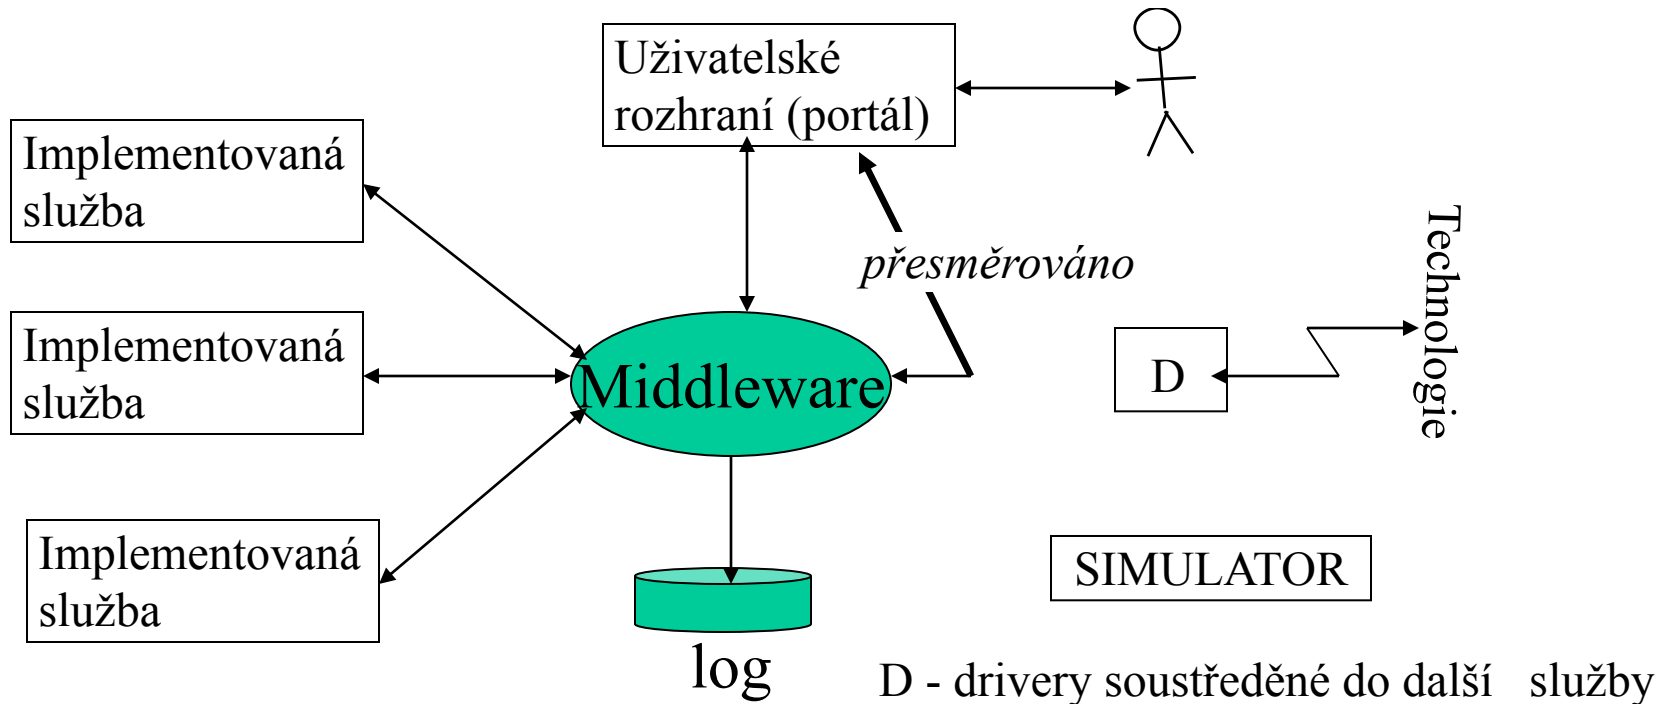 Uživatelské
rozhraní (portál)
Implementovaná
služba
přesměrováno
Technologie
Implementovaná
služba
Middleware
D
Implementovaná
služba
SIMULATOR
log
D - drivery soustředěné do další služby